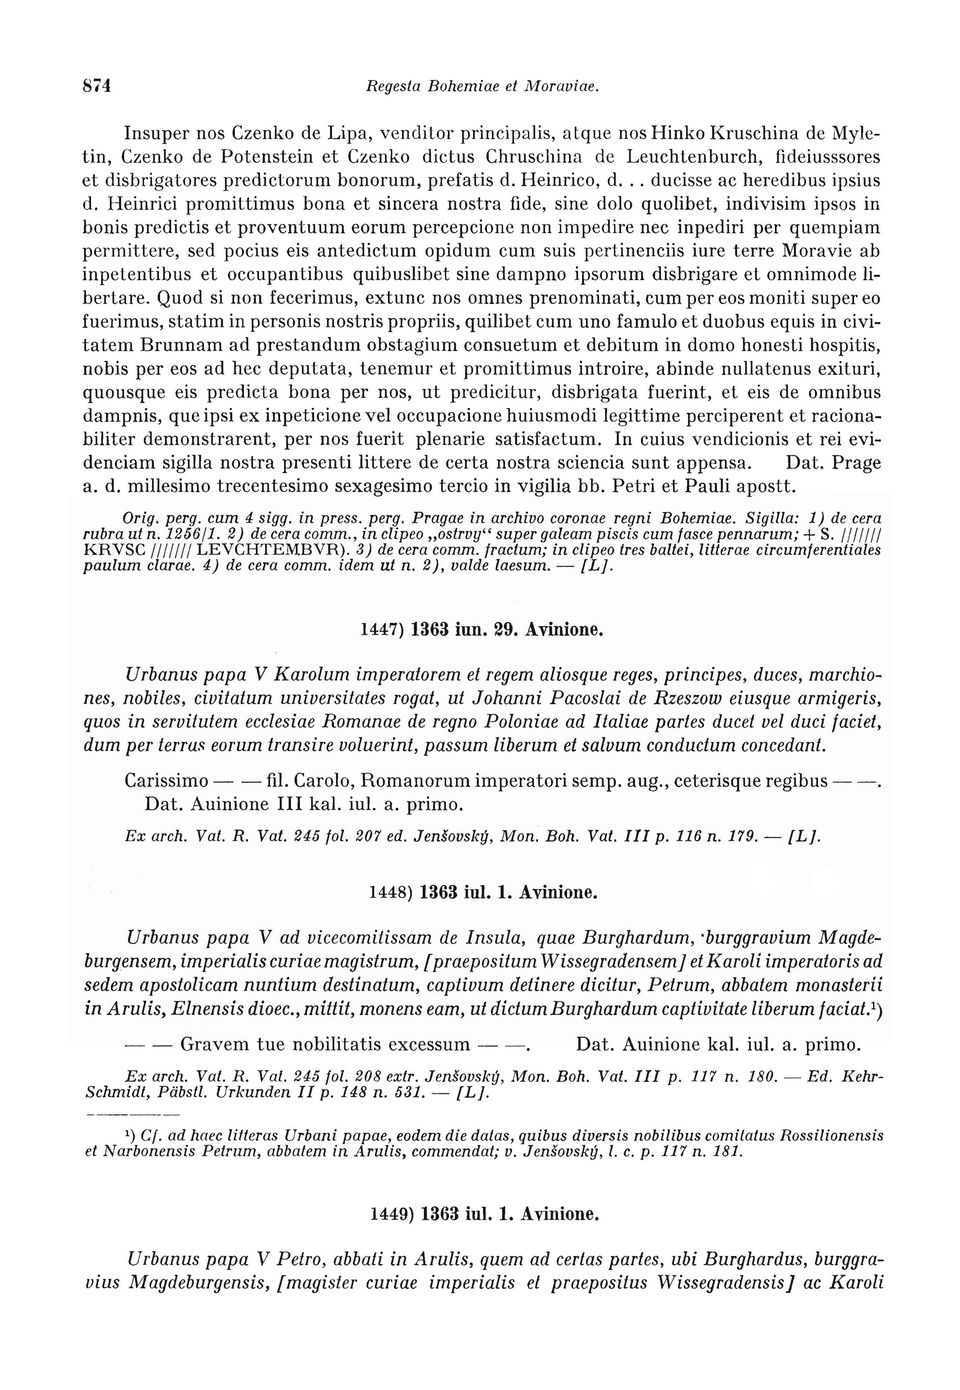 874 Regesta Bohemiae et Moraviae.
Insuper nos Czenko de Lipa, venditor principalis, atque nos Hinko Kruschina de Myle-
tin, Czenko de Potenstein et Czenko dictus Chruschina de Leuchtenburch, fideiusssores
et disbrigatores predictorum bonorum, prefatis d. Heinrico, d. . . ducisse ac heredibus ipsius
d. Heinrici promittimus bona et sincera nostra fide, sine dolo quolibet, indivisim ipsos in
bonis predictis et proventuum eorum percepcione non impedire nec inpediri per quempiam
permittere, sed pocius eis antedictum opidum cum suis pertinenciis iure terre Moravie ab
inpetentibus et occupantibus quibuslibet sine dampno ipsorum disbrigare et omnimode li-
bertare. Quod si non fecerimus, extunc nos omnes prenominati, cum per eos moniti super eo
fuerimus, statim in personis nostris propriis, quilibet cum uno famulo et duobus equis in civi-
tatem Brunnam ad prestandum obstagium consuetum et debitum in domo honesti hospitis,
nobis per eos ad hec deputata, tenemur et promittimus introire, abinde nullatenus exituri,
quousque eis predicta bona per nos, ut predicitur, disbrigata fuerint, et eis de omnibus
dampnis, que ipsi ex inpeticione vel occupacione huiusmodi legittime perciperent et raciona-
biliter demonstrarent, per nos fuerit plenarie satisfactum. In cuius vendicionis et rei evi-
denciam sigilla nostra presenti littere de certa nostra sciencia sunt appensa. Dat. Prage
a. d. millesimo trecentesimo sexagesimo tercio in vigilia bb. Petri et Pauli apostt.
Orig. perg. cum 4 sigg. in press. perg. Pragae in archivo coronae regni Bohemiae. Sigilla: 1) de cera
rubra ut n. 1256/1. 2) de cera comm., in clipeo „ostrvy“ super galeam piscis cum fasce pennarum; + S. ///////
KRVSC /////// LEVCHTEMBVR). 3) de cera comm. fractum; in clipeo tres baltei, litterae circumferentiales
paulum clarae. 4) de cera comm. idem ut n. 2), valde laesum. — [L].
1447) 1363 iun. 29. Avinione.
Urbanus papa V Karolum imperatorem et regem aliosque reges, principes, duces, marchio-
nes, nobiles, civitatum universitates rogat, ut Johanni Pacoslai de Rzeszow eiusque armigeris,
quos in servitutem ecclesiae Romanae de regno Poloniae ad Italiae partes ducet vel duci faciet,
dum per terras eorum transire voluerint, passum liberum et salvum conductum concedant.
Carissimo — — fil. Carolo, Romanorum imperatori semp. aug., ceterisque regibus — —.
Dat. Auinione III kal. iul. a. primo.
Ex arch. Vat. R. Vat. 245 fol. 207 ed. Jenšovský, Mon. Boh. Vat. III p. 116 n. 179. — [L].
1448) 1363 iul. 1. Avinione.
Urbanus papa V ad vicecomitissam de Insula, quae Burghardum, burggravium Magde-
burgensem, imperialis curiae magistrum, [praepositum Wissegradensem] et Karoli imperatoris ad
sedem apostolicam nuntium destinatum, captivum detinere dicitur, Petrum, abbatem monasterii
in Arulis, Elnensis dioec., mittit, monens eam, ut dictum Burghardum captivitate liberum faciat.¹)
— — Gravem tue nobilitatis excessum — —. Dat. Auinione kal. iul. a. primo.
Ex arch. Vat. R. Vat. 245 fol. 208 extr. Jenšovský, Mon. Boh. Vat. III p. 117 n. 180. — Ed. Kehr-
Schmidt, Päbstl. Urkunden II p. 148 n. 531. — [L].
¹) Cf. ad haec litteras Urbani papae, eodem die datas, quibus diversis nobilibus comitatus Rossilionensis
et Narbonensis Petrum, abbatem in Arulis, commendat; v. Jenšovský, l. c. p. 117 n. 181.
1449) 1363 iul. 1. Avinione.
Urbanus papa V Petro, abbati in Arulis, quem ad certas partes, ubi Burghardus, burggra-
vius Magdeburgensis, [magister curiae imperialis et praepositus Wissegradensis] ac Karoli